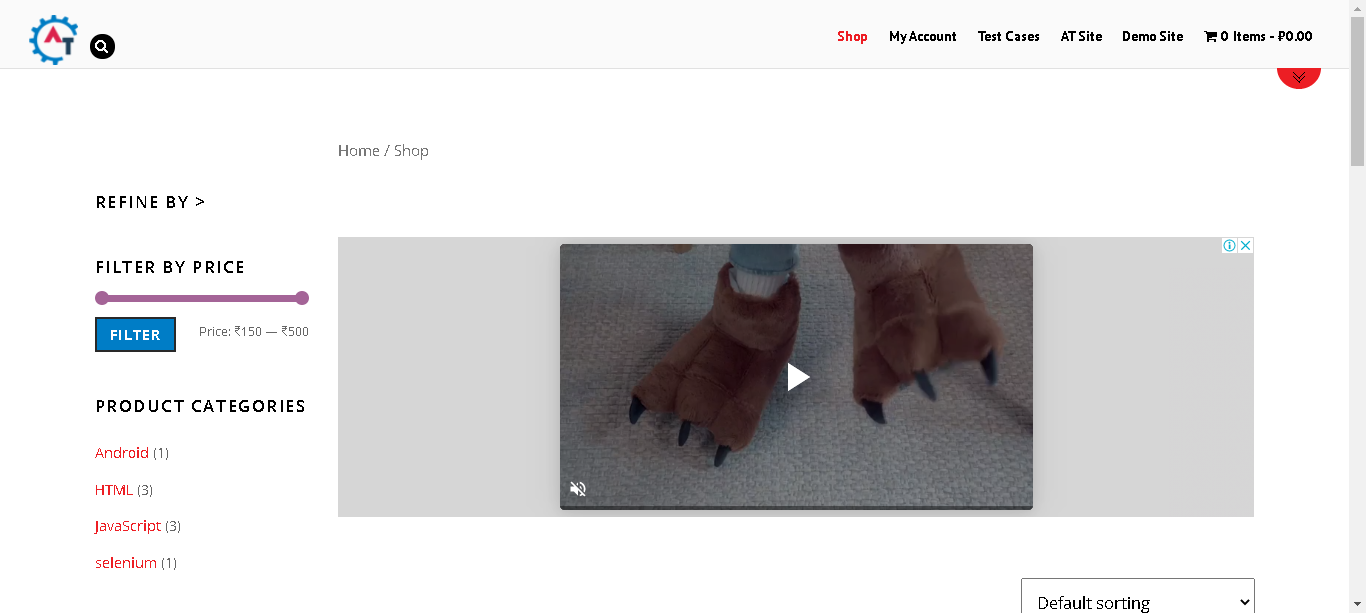 AT
Shop
My Account
Test Cases
AT Site
Demo Site
0 Items - ₽0.00
Home / Shop
REFINE BY >
FILTER BY PRICE
FILTER
Price: ₹150 — ₹500
PRODUCT CATEGORIES
Android (1)
HTML (3)
JavaScript (3)
selenium (1)
Default sorting